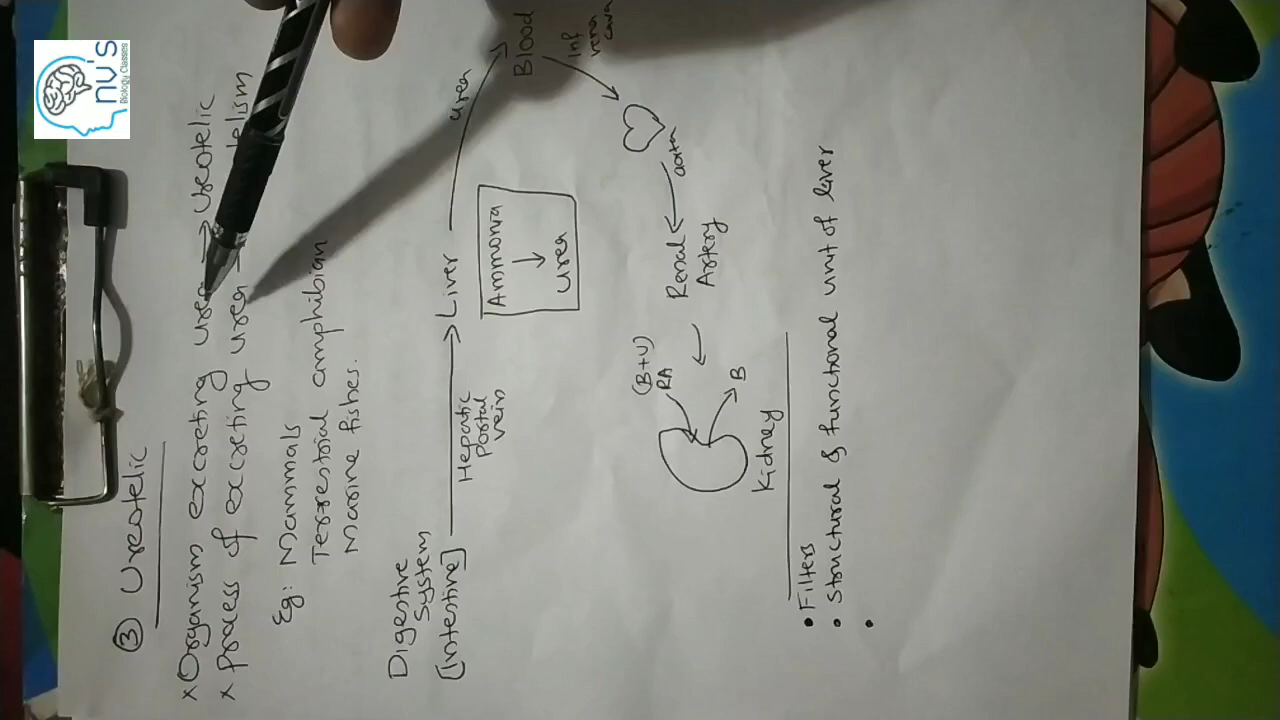 ③ Ureotelic
x Organism excreting urea → Ureotelic
x Process of excreting urea - telism
Eg: Mammals
Terrestrial amphibian
Marine fishes.
Digestive System [Intestine] → Liver
Hepatic portal vein
Ammonia
↓
urea
urea
Blood
Inf vena cava
aorta
Renal Artery
(B+U)
RA
B
Kidney
• Filters
• Structural & functional unit of liver
•
NV'S
Biology Classes